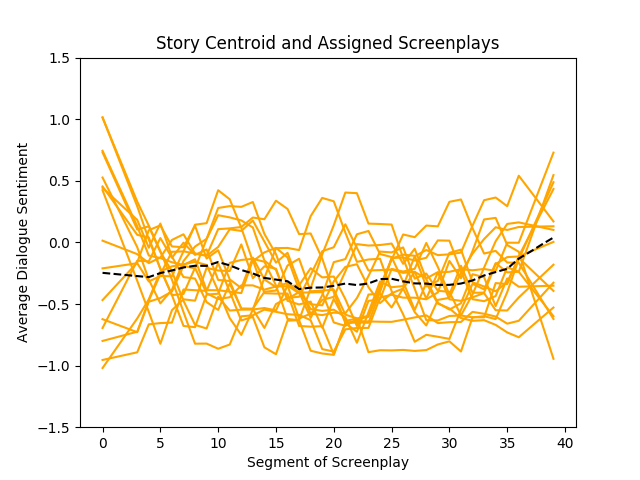 Story Centroid and Assigned Screenplays
1.5
1.0
0.5
0.0
−0.5
−1.0
−1.5
Average Dialogue Sentiment
0 5 10 15 20 25 30 35 40
Segment of Screenplay